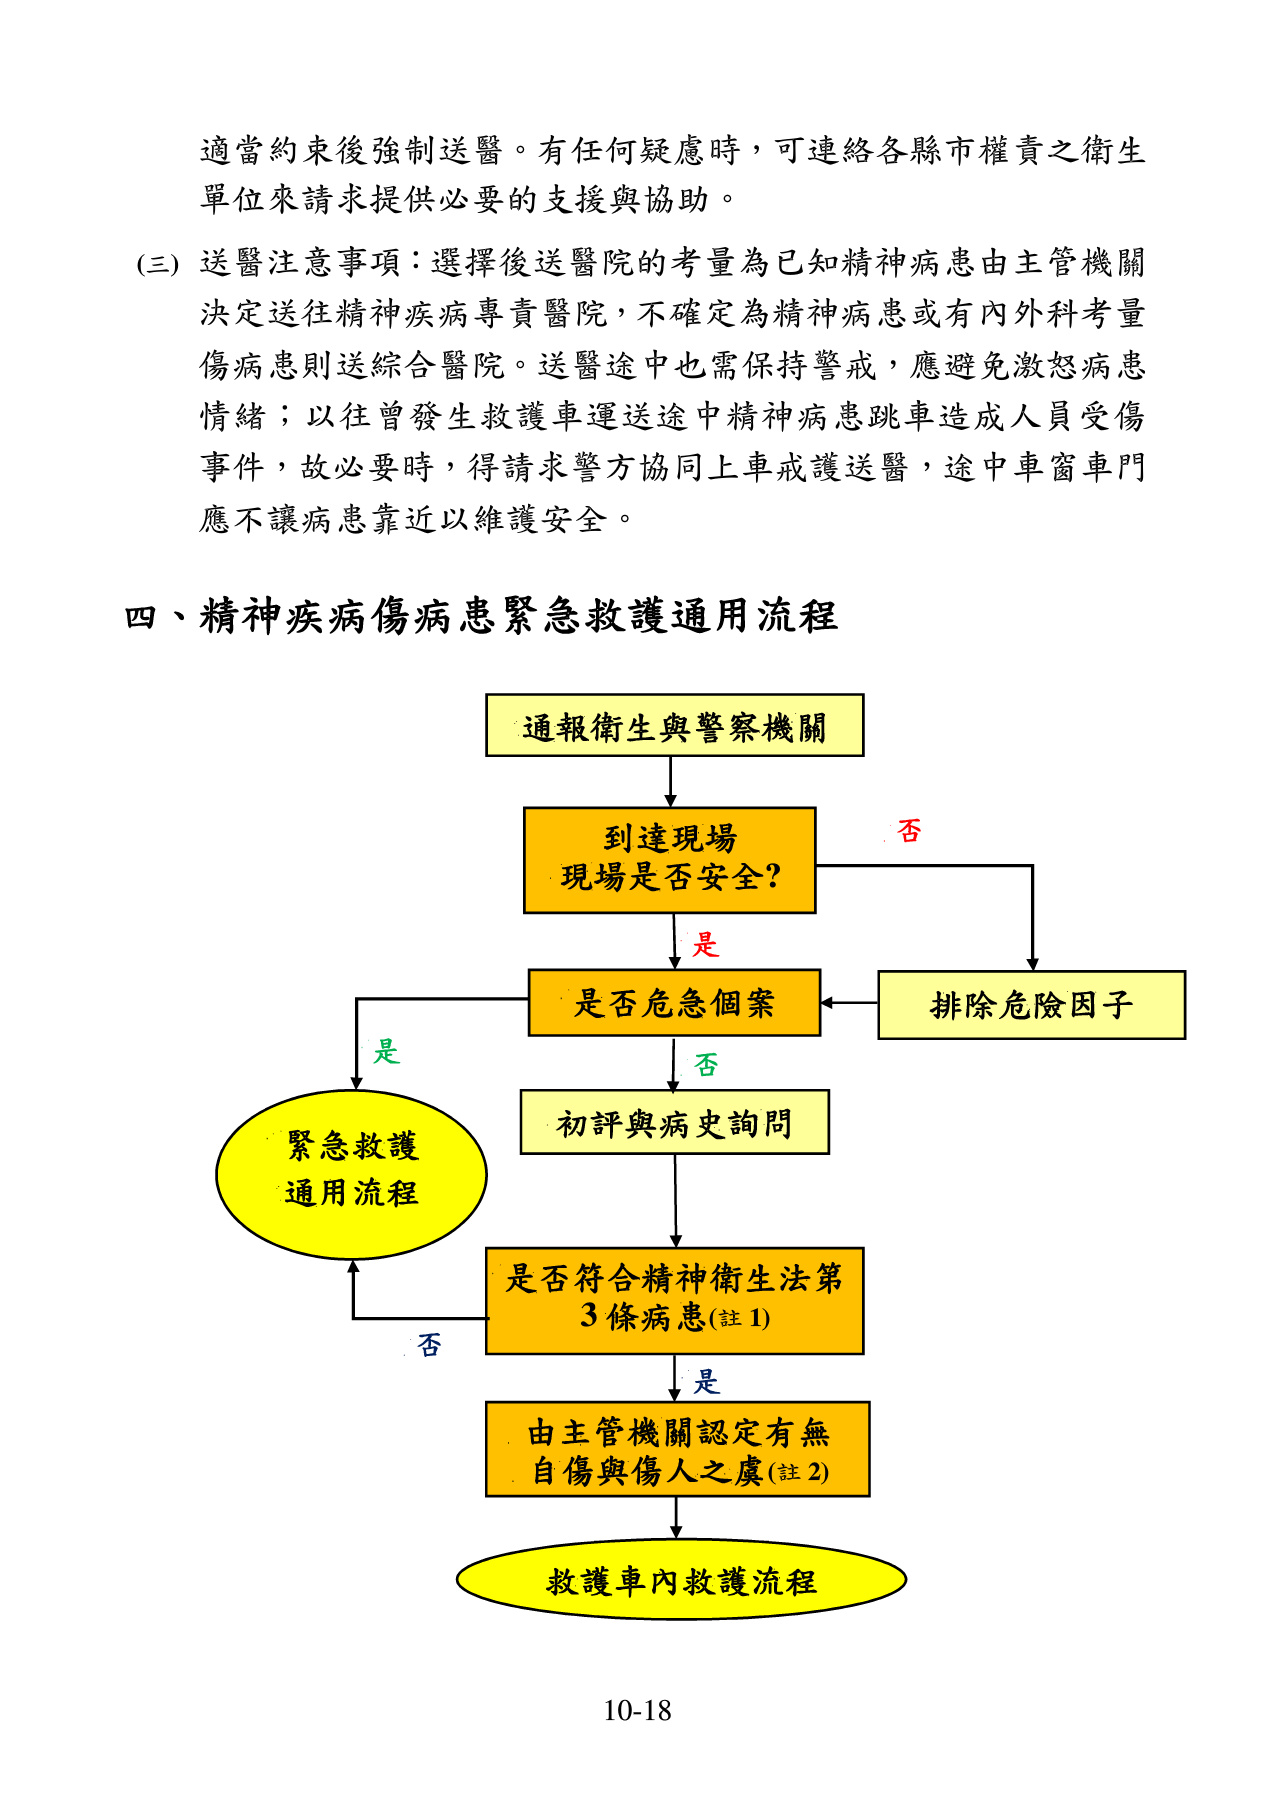 適當約束後強制送醫。有任何疑慮時，可連絡各縣市權責之衛生
單位來請求提供必要的支援與協助。
(三) 送醫注意事項：選擇後送醫院的考量為已知精神病患由主管機關
決定送往精神疾病專責醫院，不確定為精神病患或有內外科考量
傷病患則送綜合醫院。送醫途中也需保持警戒，應避免激怒病患
情緒；以往曾發生救護車運送途中精神病患跳車造成人員受傷
事件，故必要時，得請求警方協同上車戒護送醫，途中車窗車門
應不讓病患靠近以維護安全。
四、精神疾病傷病患緊急救護通用流程
通報衛生與警察機關
到達現場
現場是否安全?
否
是
是否危急個案
排除危險因子
是
否
初評與病史詢問
緊急救護
通用流程
是否符合精神衛生法第
3 條病患(註 1)
否
是
由主管機關認定有無
自傷與傷人之虞(註 2)
救護車內救護流程
10-18